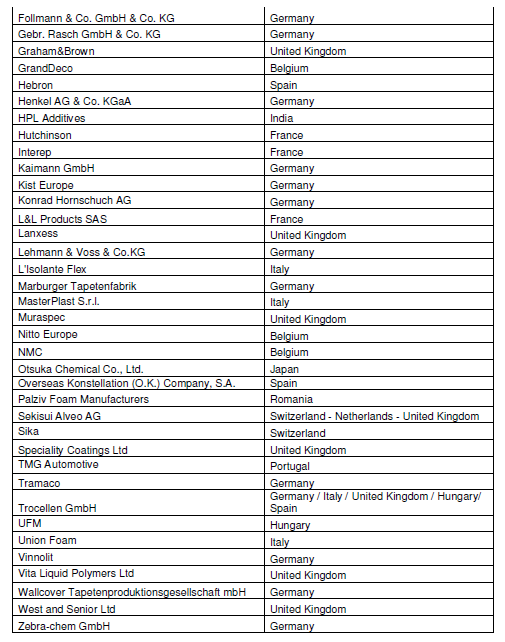 Follmann & Co. GmbH & Co. KG Germany
Gebr. Rasch GmbH & Co. KG Germany
Graham&Brown United Kingdom
GrandDeco Belgium
Hebron Spain
Henkel AG & Co. KGaA Germany
HPL Additives India
Hutchinson France
Interep France
Kaimann GmbH Germany
Kist Europe Germany
Konrad Hornschuch AG Germany
L&L Products SAS France
Lanxess United Kingdom
Lehmann & Voss & Co.KG Germany
L'Isolante Flex Italy
Marburger Tapetenfabrik Germany
MasterPlast S.r.l. Italy
Muraspec United Kingdom
Nitto Europe Belgium
NMC Belgium
Otsuka Chemical Co., Ltd. Japan
Overseas Konstellation (O.K.) Company, S.A. Spain
Palziv Foam Manufacturers Romania
Sekisui Alveo AG Switzerland - Netherlands - United Kingdom
Sika Switzerland
Speciality Coatings Ltd United Kingdom
TMG Automotive Portugal
Tramaco Germany
Germany / Italy / United Kingdom / Hungary/
Trocellen GmbH Spain
UFM Hungary
Union Foam Italy
Vinnolit Germany
Vita Liquid Polymers Ltd United Kingdom
Wallcover Tapetenproduktionsgesellschaft mbH Germany
West and Senior Ltd United Kingdom
Zebra-chem GmbH Germany